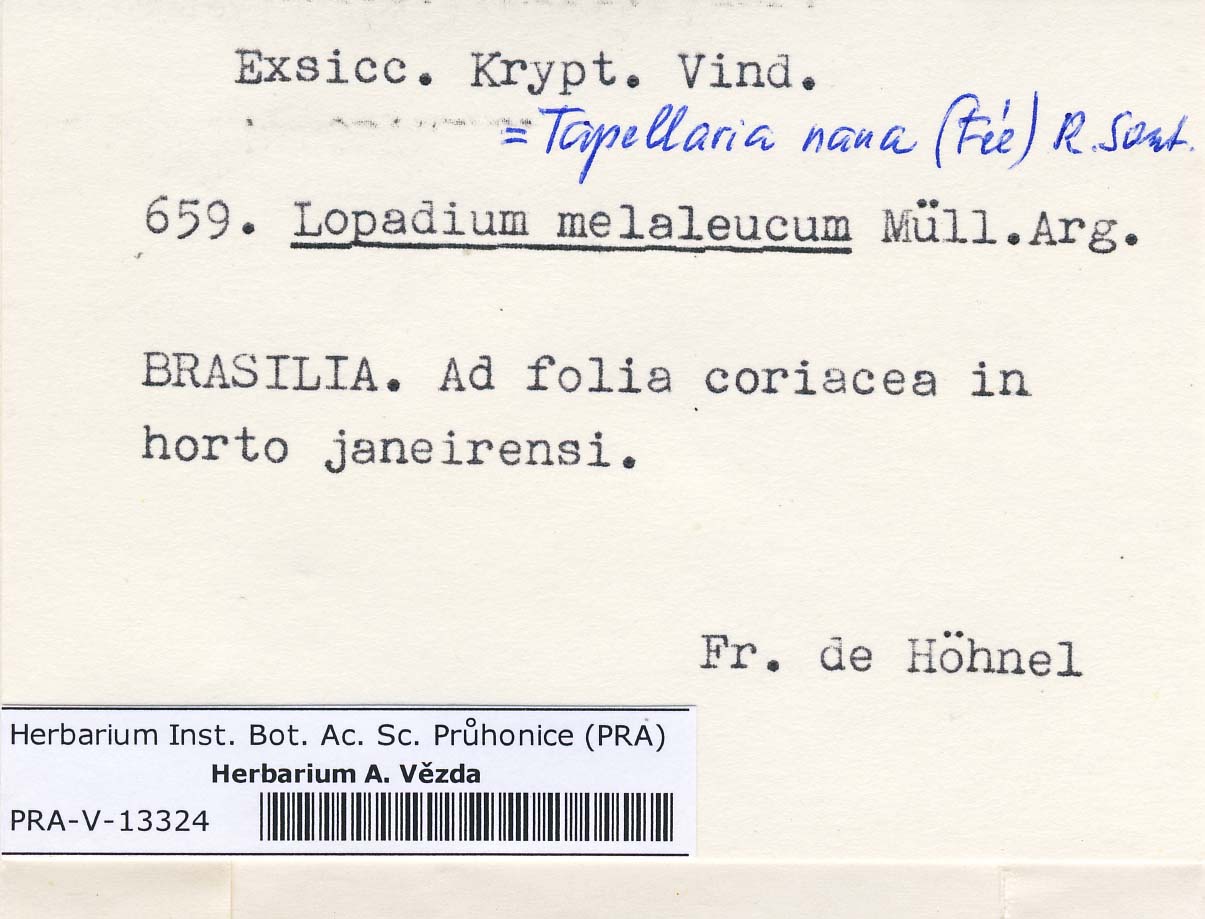 Exsicc. Krypt. Vind.
= Tapellaria nana (Fée) R. Sant.
659. Lopadium melaleucum Müll.Arg.
BRASILIA. Ad folia coriacea in
horto janeirensi.
Fr. de Höhnel
Herbarium Inst. Bot. Ac. Sc. Průhonice (PRA)
Herbarium A. Vězda
PRA-V-13324